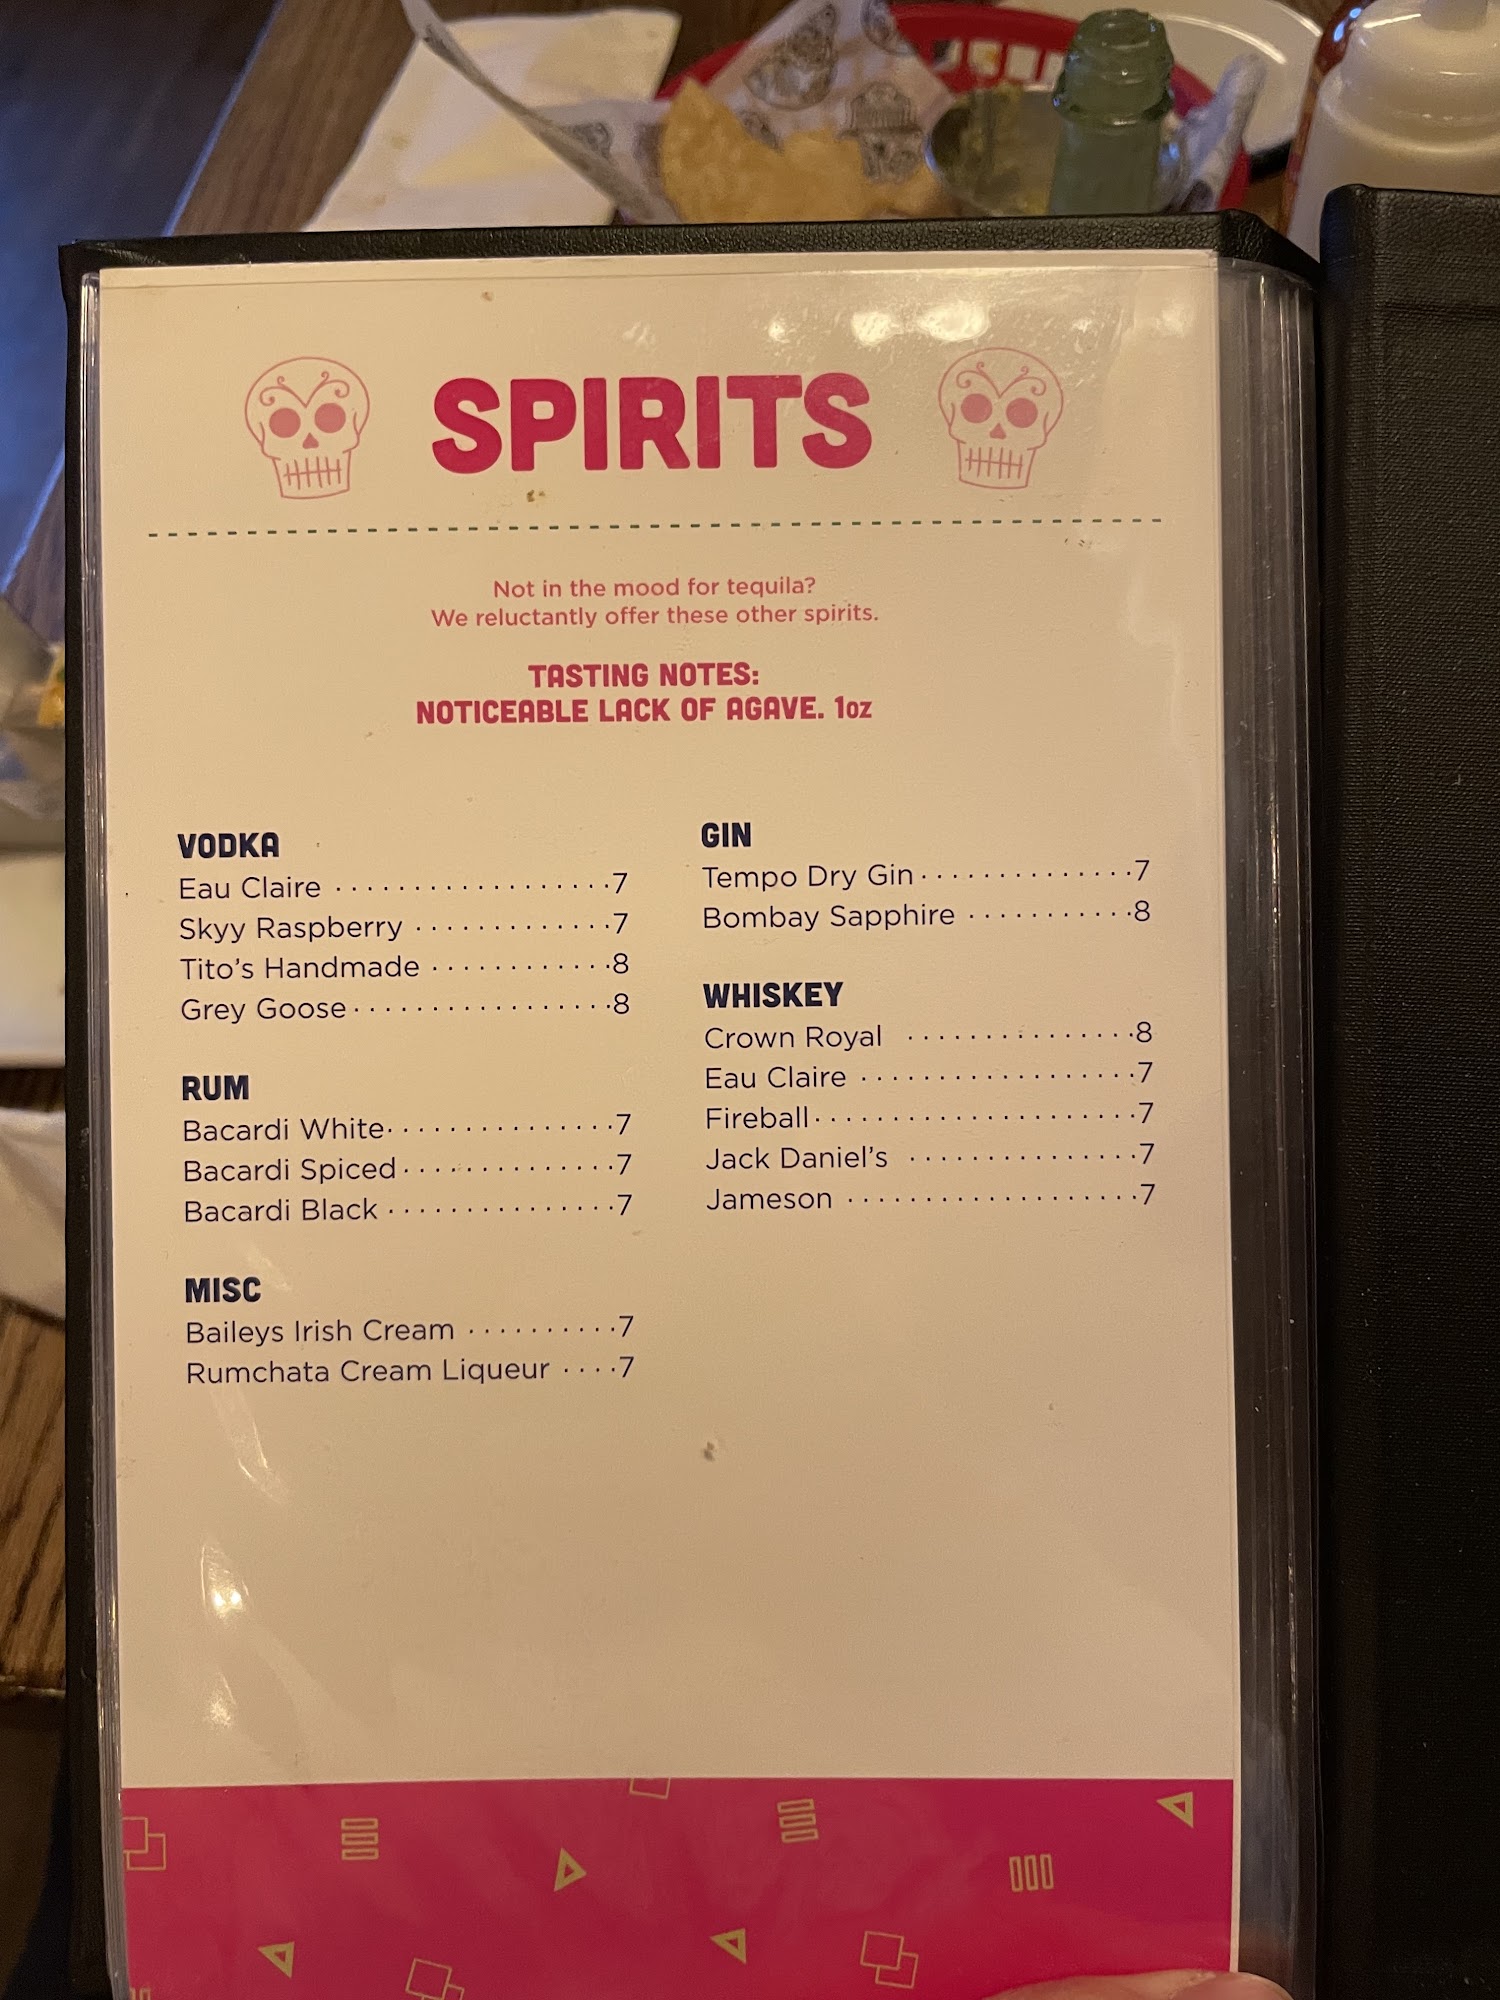 SPIRITS
Not in the mood for tequila?
We reluctantly offer these other spirits.
TASTING NOTES:
NOTICEABLE LACK OF AGAVE. 1oz
VODKA
Eau Claire ..................7
Skyy Raspberry .............7
Tito's Handmade ............8
Grey Goose.................8
RUM
Bacardi White...............7
Bacardi Spiced..............7
Bacardi Black ...............7
MISC
Baileys Irish Cream ..........7
Rumchata Cream Liqueur ....7
GIN
Tempo Dry Gin..............7
Bombay Sapphire ...........8
WHISKEY
Crown Royal ...............8
Eau Claire ..................7
Fireball.....................7
Jack Daniel's ...............7
Jameson ...................7